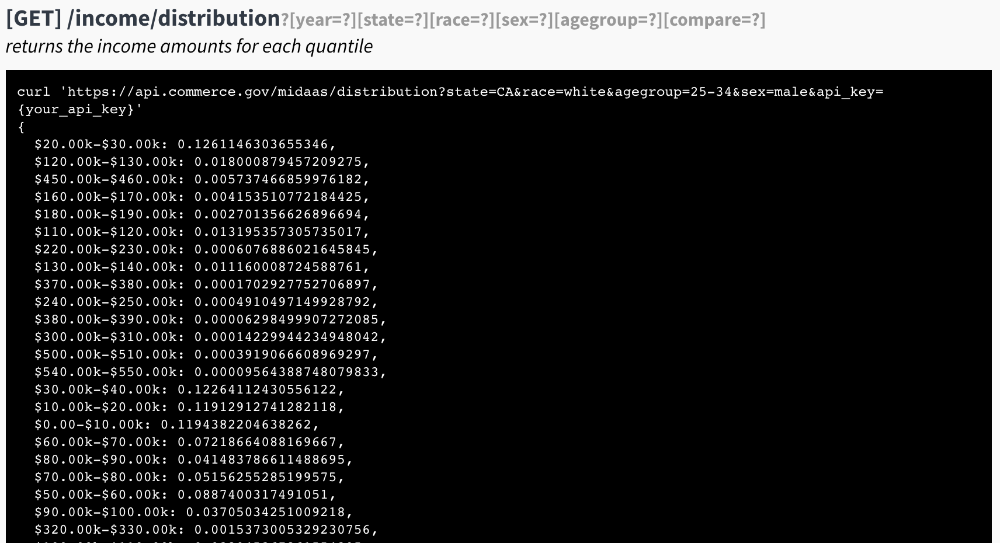 [GET] /income/distribution?[year=?][state=?][race=?][sex=?][agegroup=?][compare=?]
returns the income amounts for each quantile
curl 'https://api.commerce.gov/midaas/distribution?state=CA&race=white&agegroup=25-34&sex=male&api_key=
{your_api_key}'
{
$20.00k-$30.00k: 0.1261146303655346,
$120.00k-$130.00k: 0.018000879457209275,
$450.00k-$460.00k: 0.005737466859976182,
$160.00k-$170.00k: 0.004153510772184425,
$180.00k-$190.00k: 0.002701356626896694,
$110.00k-$120.00k: 0.013195357305735017,
$220.00k-$230.00k: 0.0006076886021645845,
$130.00k-$140.00k: 0.011160008724588761,
$370.00k-$380.00k: 0.0001702927752706897,
$240.00k-$250.00k: 0.0004910497149928792,
$380.00k-$390.00k: 0.00006298499907272085,
$300.00k-$310.00k: 0.00014229944234948042,
$500.00k-$510.00k: 0.0003919066608969297,
$540.00k-$550.00k: 0.00009564388748079833,
$30.00k-$40.00k: 0.12264112430556122,
$10.00k-$20.00k: 0.11912912741282118,
$0.00-$10.00k: 0.1194382204638262,
$60.00k-$70.00k: 0.07218664088169667,
$80.00k-$90.00k: 0.041483786611488695,
$70.00k-$80.00k: 0.05156255285199575,
$50.00k-$60.00k: 0.0887400317491051,
$90.00k-$100.00k: 0.03705034251009218,
$320.00k-$330.00k: 0.0015373005329230756,